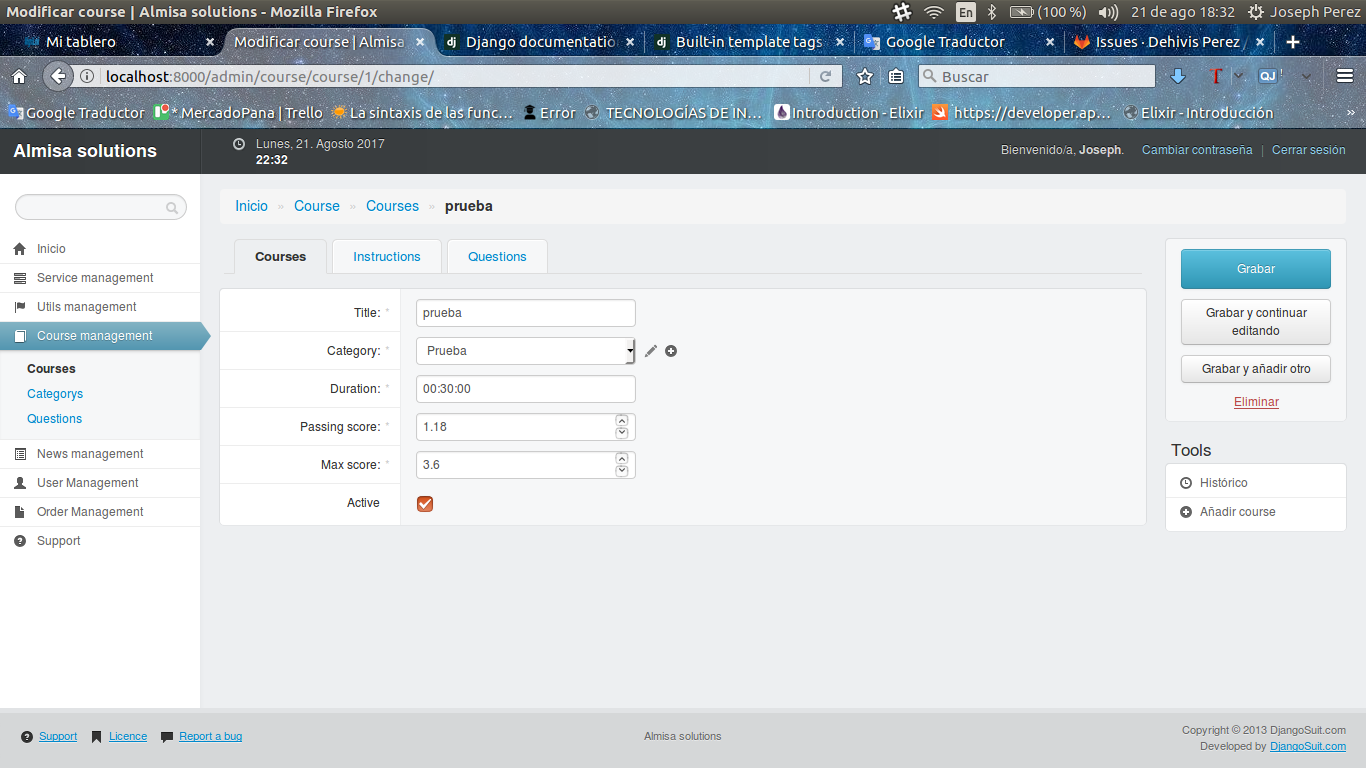 Modificar course | Almisa solutions - Mozilla Firefox
En
(100 %)
21 de ago 18:32
Joseph Perez
Mi tablero
Modificar course | Almisa
Django documentatio
Built-in template tags
Google Traductor
Issues · Dehivis Perez /
localhost:8000/admin/course/course/1/change/
Buscar
QJ
Google Traductor
*.MercadoPana | Trello
La sintaxis de las func...
Error
TECNOLOGÍAS DE IN...
Introduction - Elixir
https://developer.ap...
Elixir - Introducción
»
Almisa solutions
Lunes, 21. Agosto 2017
22:32
Bienvenido/a, Joseph.
Cambiar contraseña
|
Cerrar sesión
Inicio » Course » Courses » prueba
Inicio
Service management
Utils management
Course management
Courses
Categorys
Questions
News management
User Management
Order Management
Support
Courses
Instructions
Questions
Title: *
prueba
Category: *
Prueba
Duration: *
00:30:00
Passing score: *
1.18
Max score: *
3.6
Active
Grabar
Grabar y continuar
editando
Grabar y añadir otro
Eliminar
Tools
Histórico
Añadir course
Support
Licence
Report a bug
Almisa solutions
Copyright © 2013 DjangoSuit.com
Developed by DjangoSuit.com